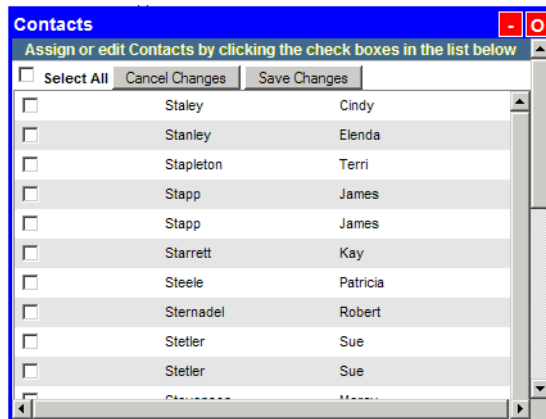 Contacts - O
Assign or edit Contacts by clicking the check boxes in the list below
Select All Cancel Changes Save Changes
Staley Cindy
Stanley Elenda
Stapleton Terri
Stapp James
Stapp James
Starrett Kay
Steele Patricia
Sternadel Robert
Stetler Sue
Stetler Sue